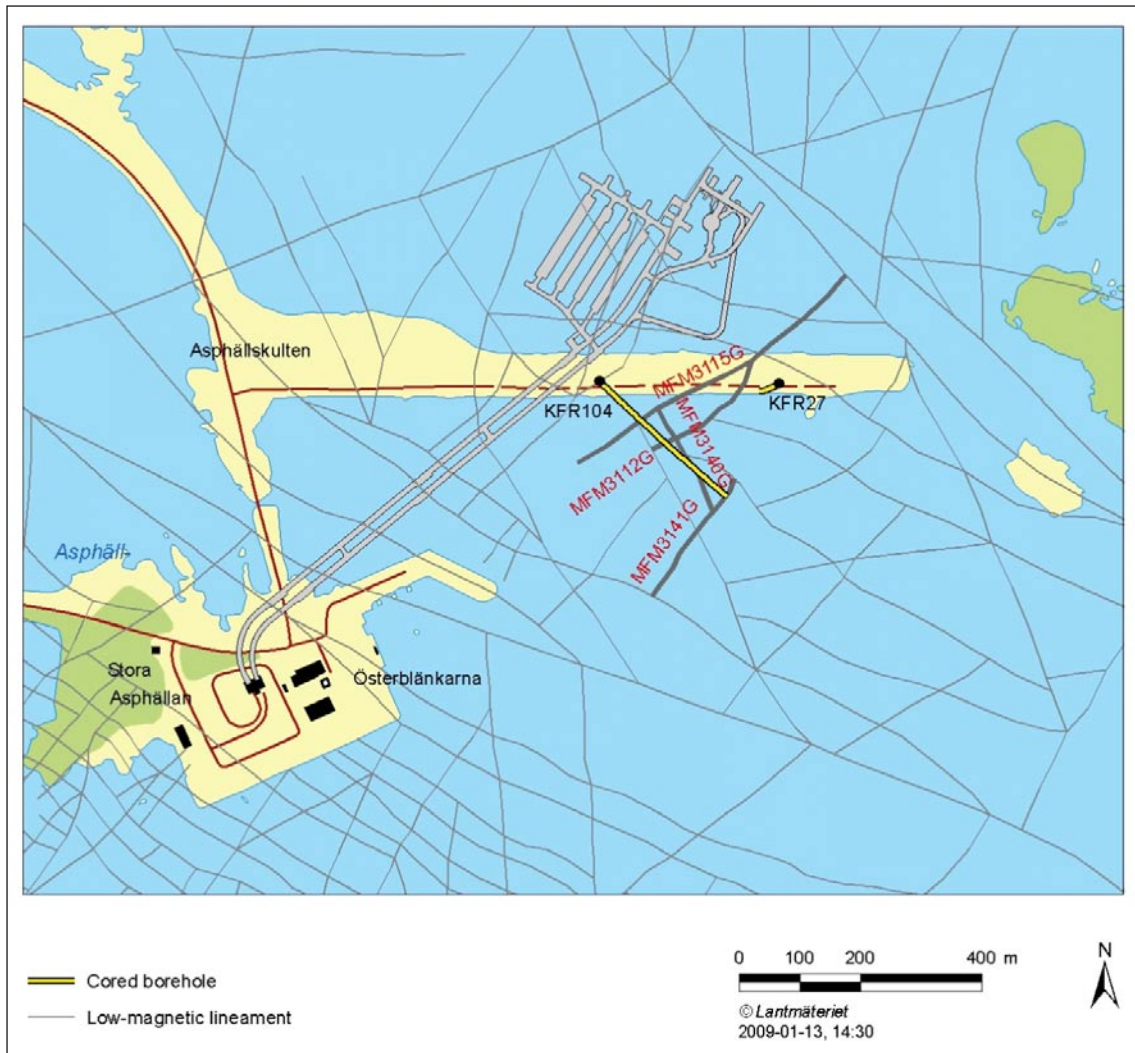 Asphällskulten
MFM3115G
KFR104
KFR27
MFM3140G
MFM3112G
MFM3141G
Asphäll-
Stora
Asphällan
Österblänkarna
Cored borehole
Low-magnetic lineament
0 100 200 400 m
N
© Lantmäteriet
2009-01-13, 14:30